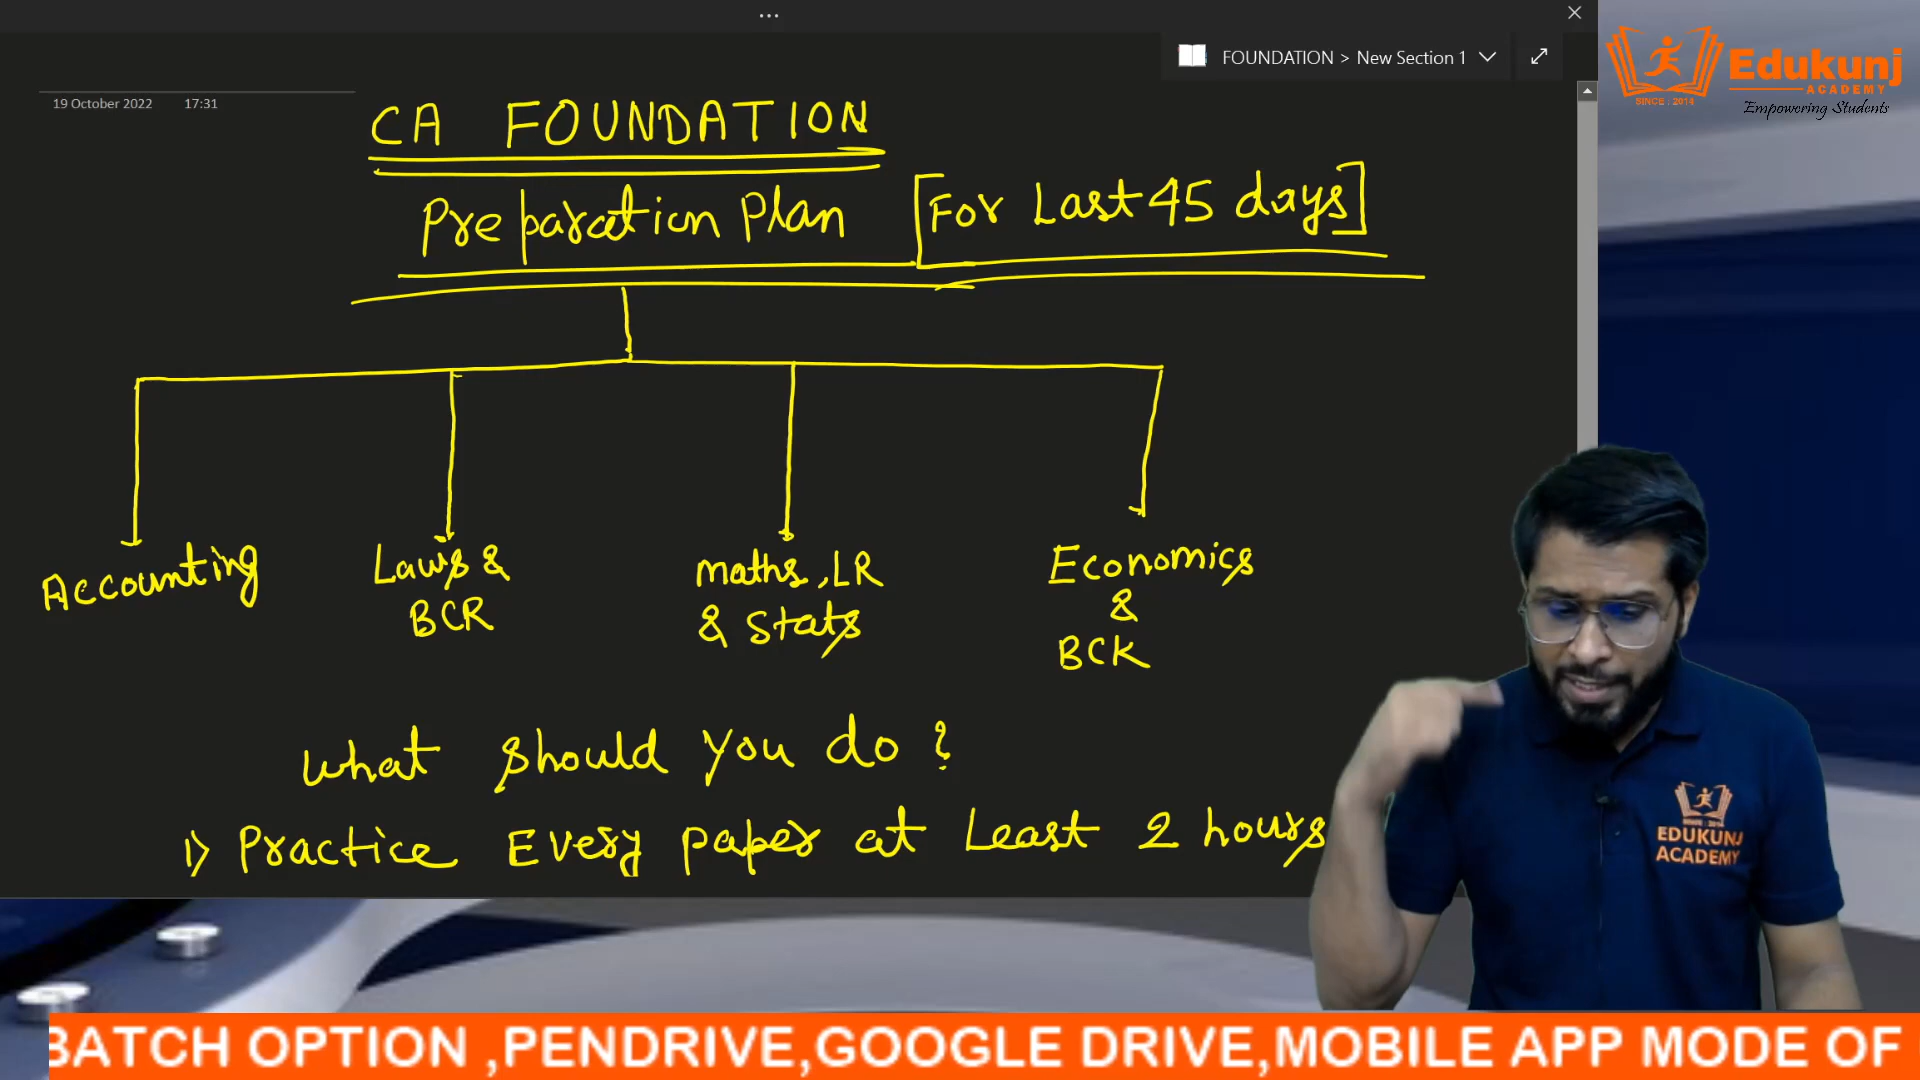 FOUNDATION > New Section 1
Edukunj
ACADEMY
SINCE : 2014
Empowering Students
19 October 2022 17:31
CA FOUNDATION
Preparation Plan [For Last 45 days]
Accounting
Laws &
BCR
Maths, LR
& Stats
Economics
&
BCK
What should you do ?
1) Practice Every paper at Least 2 hours
EDUKUNJ
ACADEMY
BATCH OPTION ,PENDRIVE,GOOGLE DRIVE,MOBILE APP MODE OF